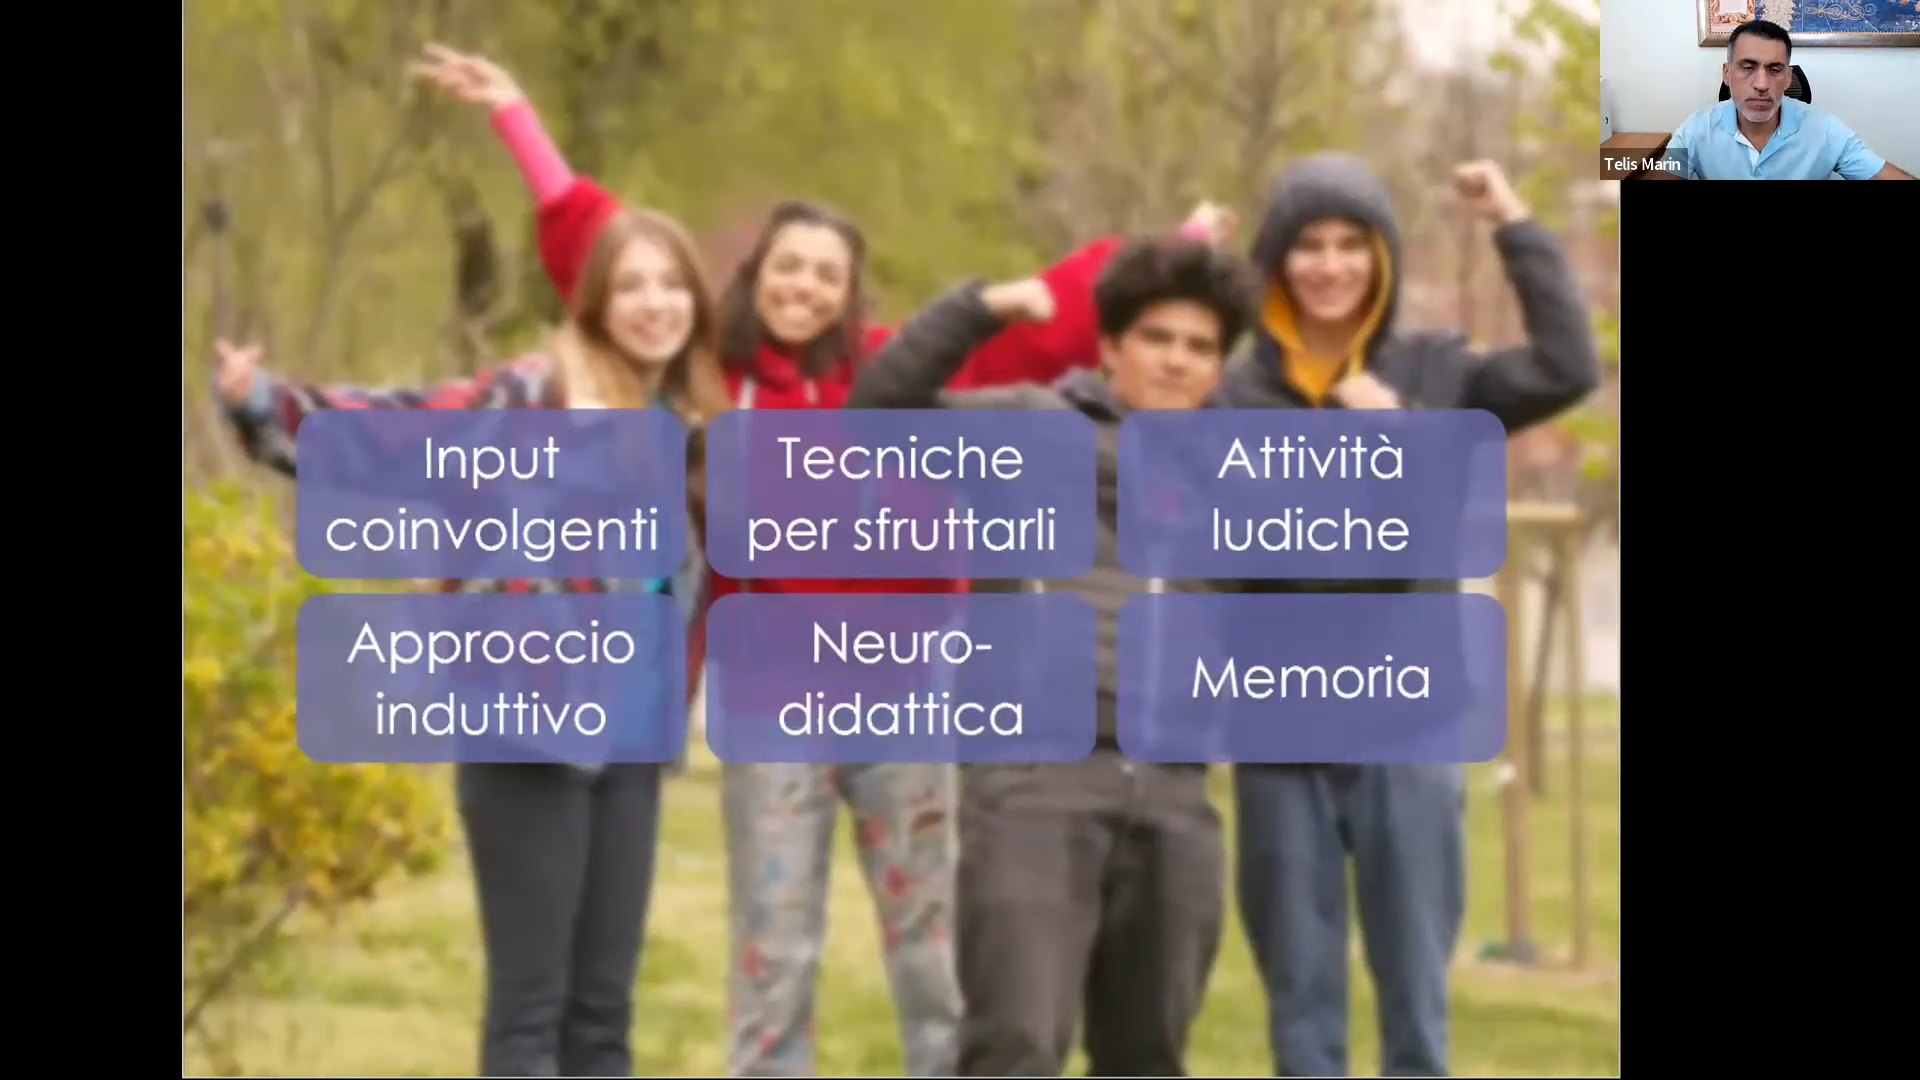 Telis Marin
Input
coinvolgenti
Tecniche
per sfruttarli
Attività
ludiche
Approccio
induttivo
Neuro-
didattica
Memoria